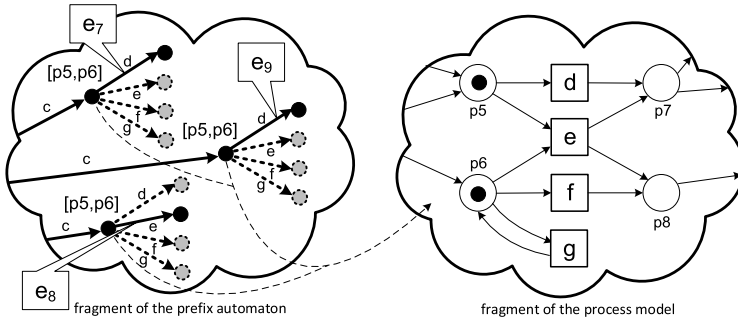 e7
[p5,p6]
d
e
f
g
c
e9
[p5,p6]
d
e
f
g
c
[p5,p6]
d
e
f
g
c
e8
fragment of the prefix automaton
p5
d
p7
e
p6
f
p8
g
fragment of the process model